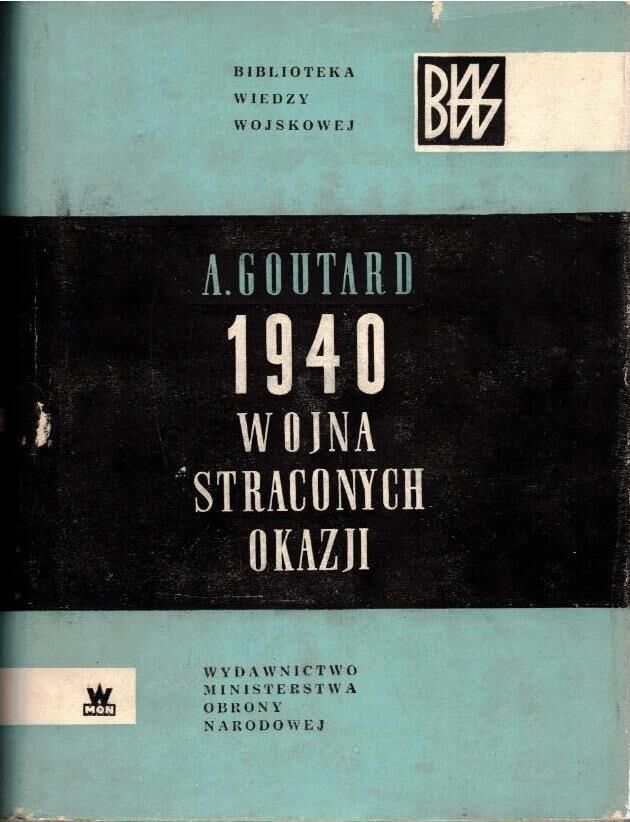 BIBLIOTEKA
WIEDZY
WOJSKOWEJ
BWW
A. GOUTARD
1940
WOJNA
STRACONYCH
OKAZJI
W
MON
WYDAWNICTWO
MINISTERSTWA
OBRONY
NARODOWEJ